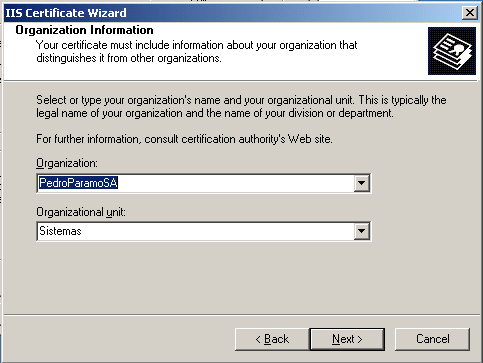 IIS Certificate Wizard
Organization Information
Your certificate must include information about your organization that
distinguishes it from other organizations.
Select or type your organization's name and your organizational unit. This is typically the
legal name of your organization and the name of your division or department.
For further information, consult certification authority's Web site.
Organization:
PedroParamoSA
Organizational unit:
Sistemas
< Back
Next >
Cancel